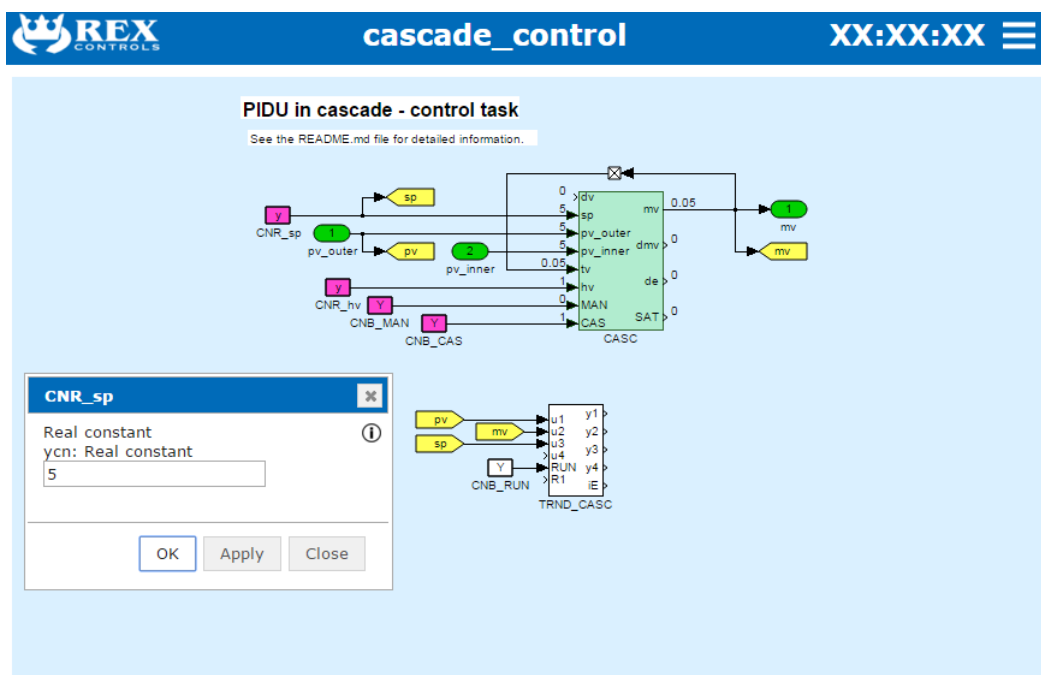 REX
CONTROLS
cascade_control
XX:XX:XX
PIDU in cascade - control task
See the README.md file for detailed information.
0
dv
sp
5
sp
mv
0.05
1
mv
y
CNR_sp
1
pv_outer
5
pv_outer
pv
2
pv_inner
5
pv_inner
dmv
0
mv
0.05
tv
y
CNR_hv
1
hv
de
0
Y
CNB_MAN
0
MAN
Y
CNB_CAS
1
CAS
SAT
0
CASC
CNR_sp
Real constant
ycn: Real constant
5
OK Apply Close
pv
u1 y1
mv
u2 y2
sp
u3 y3
u4
Y
CNB_RUN
RUN y4
R1 iE
TRND_CASC